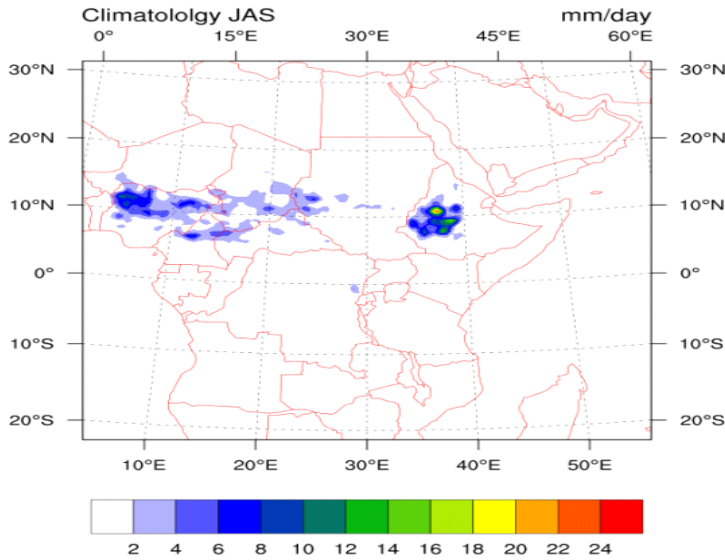 Climatololgy JAS mm/day
0° 15°E 30°E 45°E 60°E
30°N 30°N
20°N 20°N
10°N 10°N
0° 0°
10°S 10°S
20°S 20°S
10°E 20°E 30°E 40°E 50°E
2 4 6 8 10 12 14 16 18 20 22 24